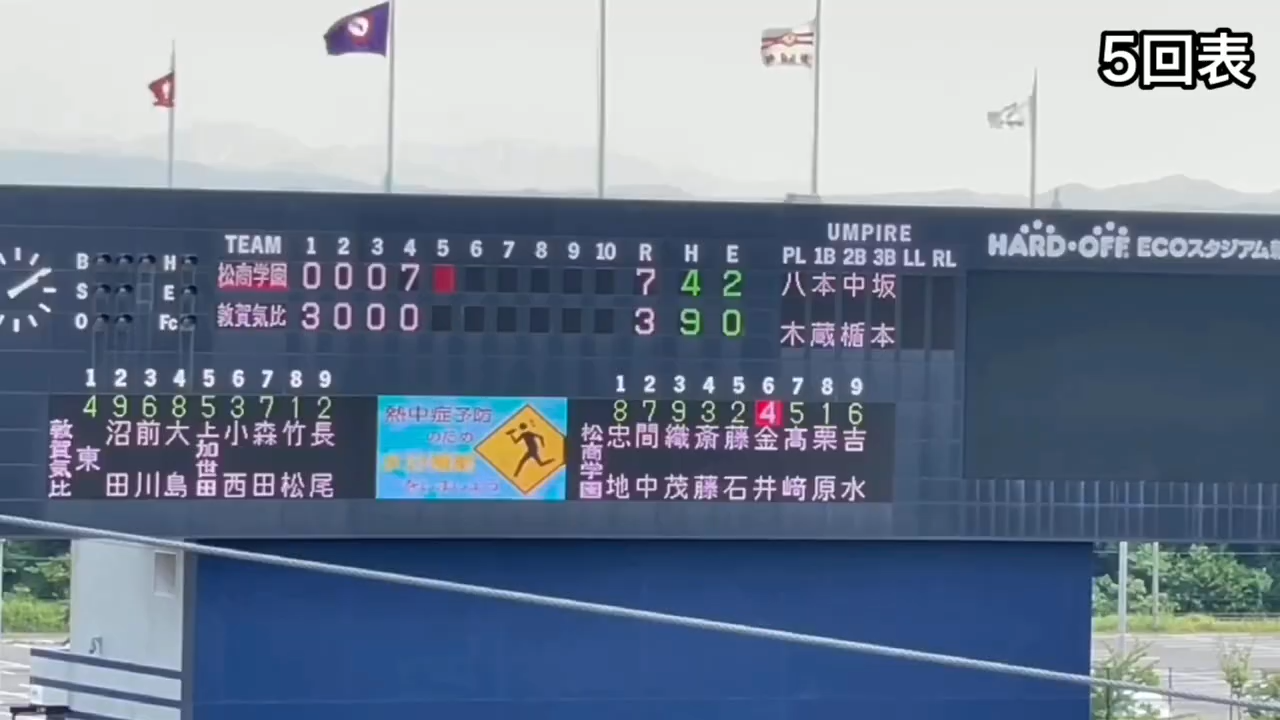 5回表
HARD・OFF ECOスタジアム
TEAM 1 2 3 4 5 6 7 8 9 10 R H E
松商学園 0 0 0 7 7 4 2
敦賀気比 3 0 0 0 3 9 0
B H
S E
O Fc
UMPIRE
PL 1B 2B 3B LL RL
八木 本蔵 中楯 坂本
1 2 3 4 5 6 7 8 9
4 9 6 8 5 3 7 1 2
敦賀気比 東 沼田 前川 大島 上加世田 小西 森田 竹松 長尾
熱中症予防
のため
1 2 3 4 5 6 7 8 9
8 7 9 3 2 4 5 1 6
松商学園 忠地 間中 織茂 斎藤 藤石 金井 髙﨑 栗原 吉水